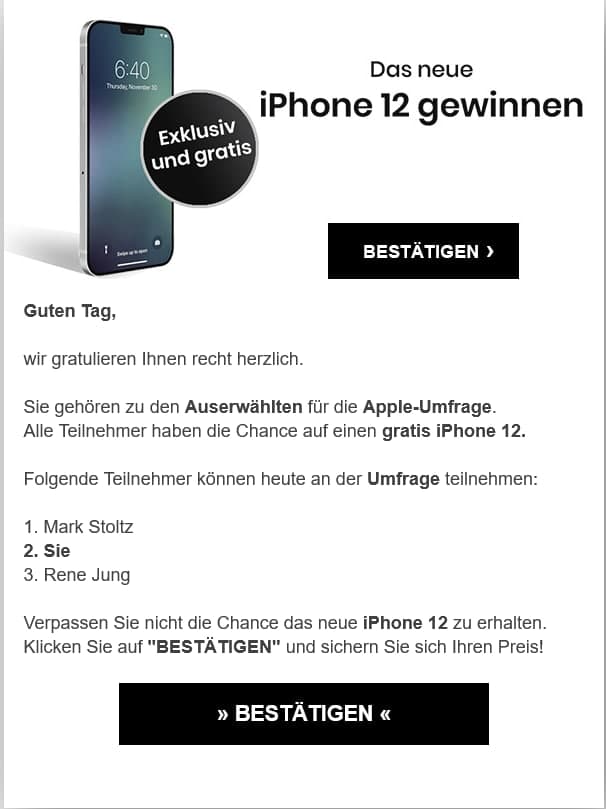 Das neue
iPhone 12 gewinnen
6:40
Thursday, November 30
Exklusiv
und gratis
Swipe up to open
BESTÄTIGEN ›
Guten Tag,
wir gratulieren Ihnen recht herzlich.
Sie gehören zu den Auserwählten für die Apple-Umfrage.
Alle Teilnehmer haben die Chance auf einen gratis iPhone 12.
Folgende Teilnehmer können heute an der Umfrage teilnehmen:
1. Mark Stoltz
2. Sie
3. Rene Jung
Verpassen Sie nicht die Chance das neue iPhone 12 zu erhalten.
Klicken Sie auf "BESTÄTIGEN" und sichern Sie sich Ihren Preis!
» BESTÄTIGEN «